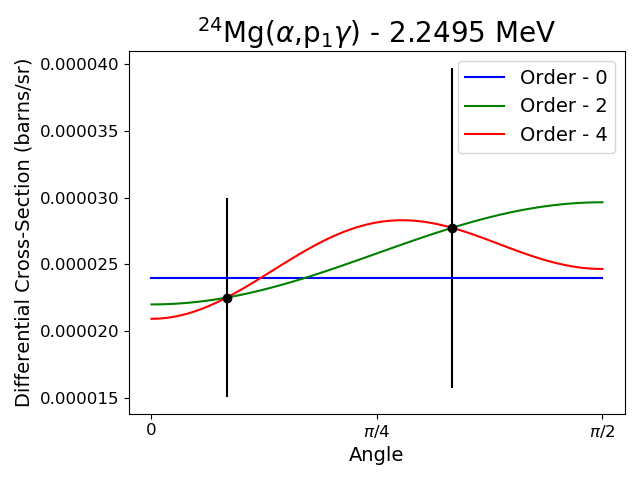 ²⁴Mg(α,p₁γ) - 2.2495 MeV
Differential Cross-Section (barns/sr)
0.000040
0.000035
0.000030
0.000025
0.000020
0.000015
Order - 0
Order - 2
Order - 4
0 π/4 π/2
Angle